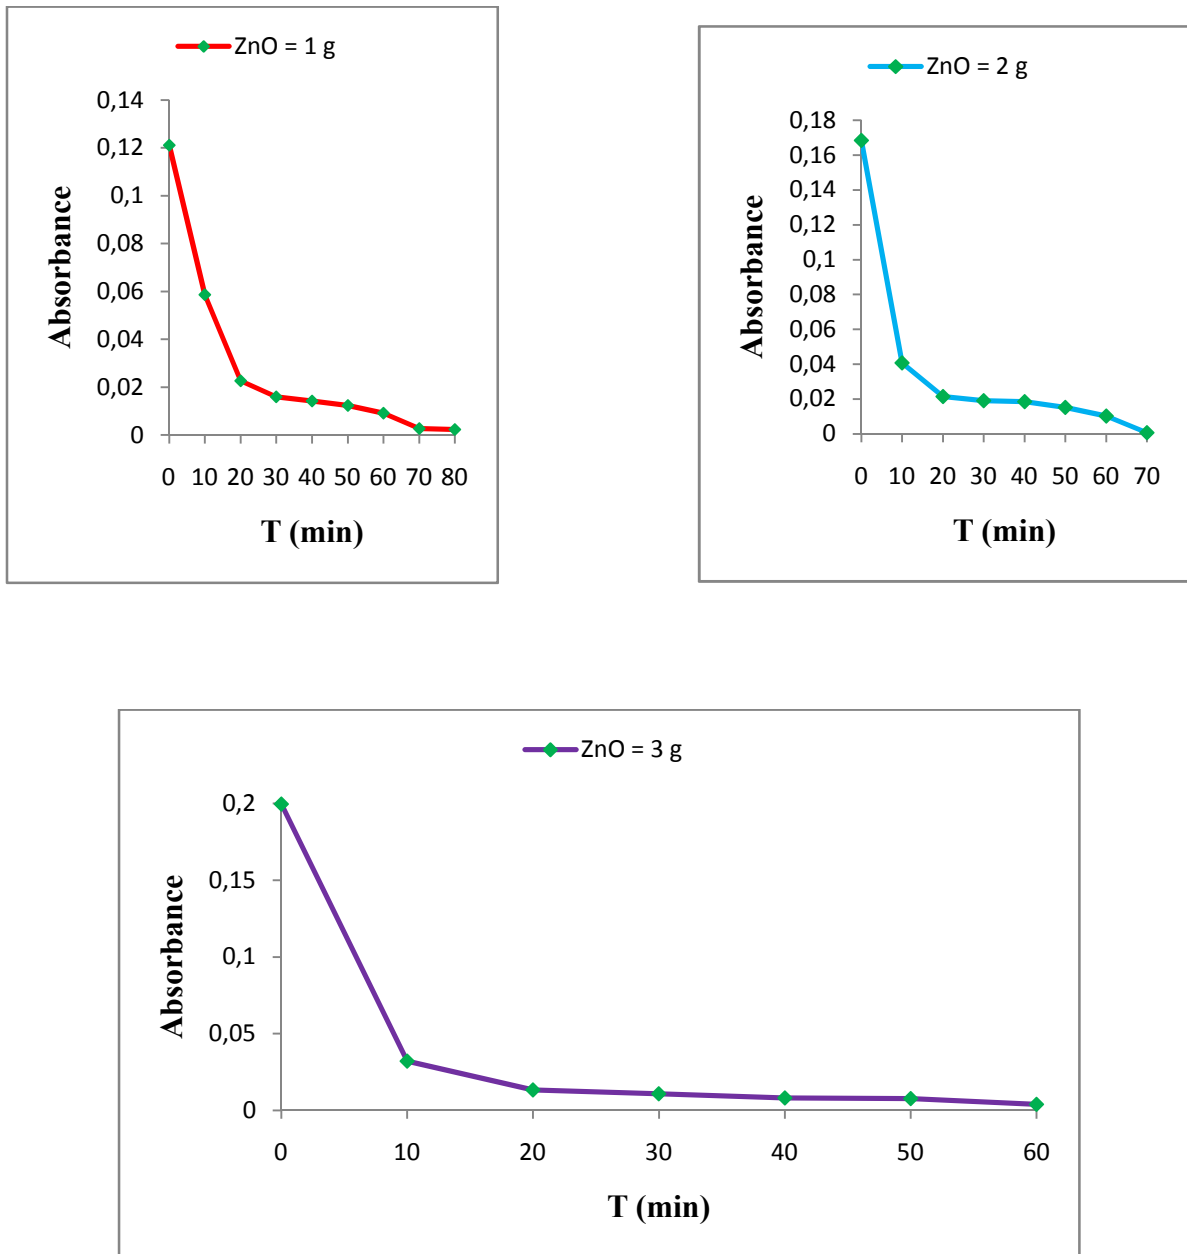 ZnO = 1 g
0,14
0,12
0,1
0,08
0,06
0,04
0,02
0
Absorbance
0 10 20 30 40 50 60 70 80
T (min)
ZnO = 2 g
0,18
0,16
0,14
0,12
0,1
0,08
0,06
0,04
0,02
0
Absorbance
0 10 20 30 40 50 60 70
T (min)
ZnO = 3 g
0,2
0,15
0,1
0,05
0
Absorbance
0 10 20 30 40 50 60
T (min)